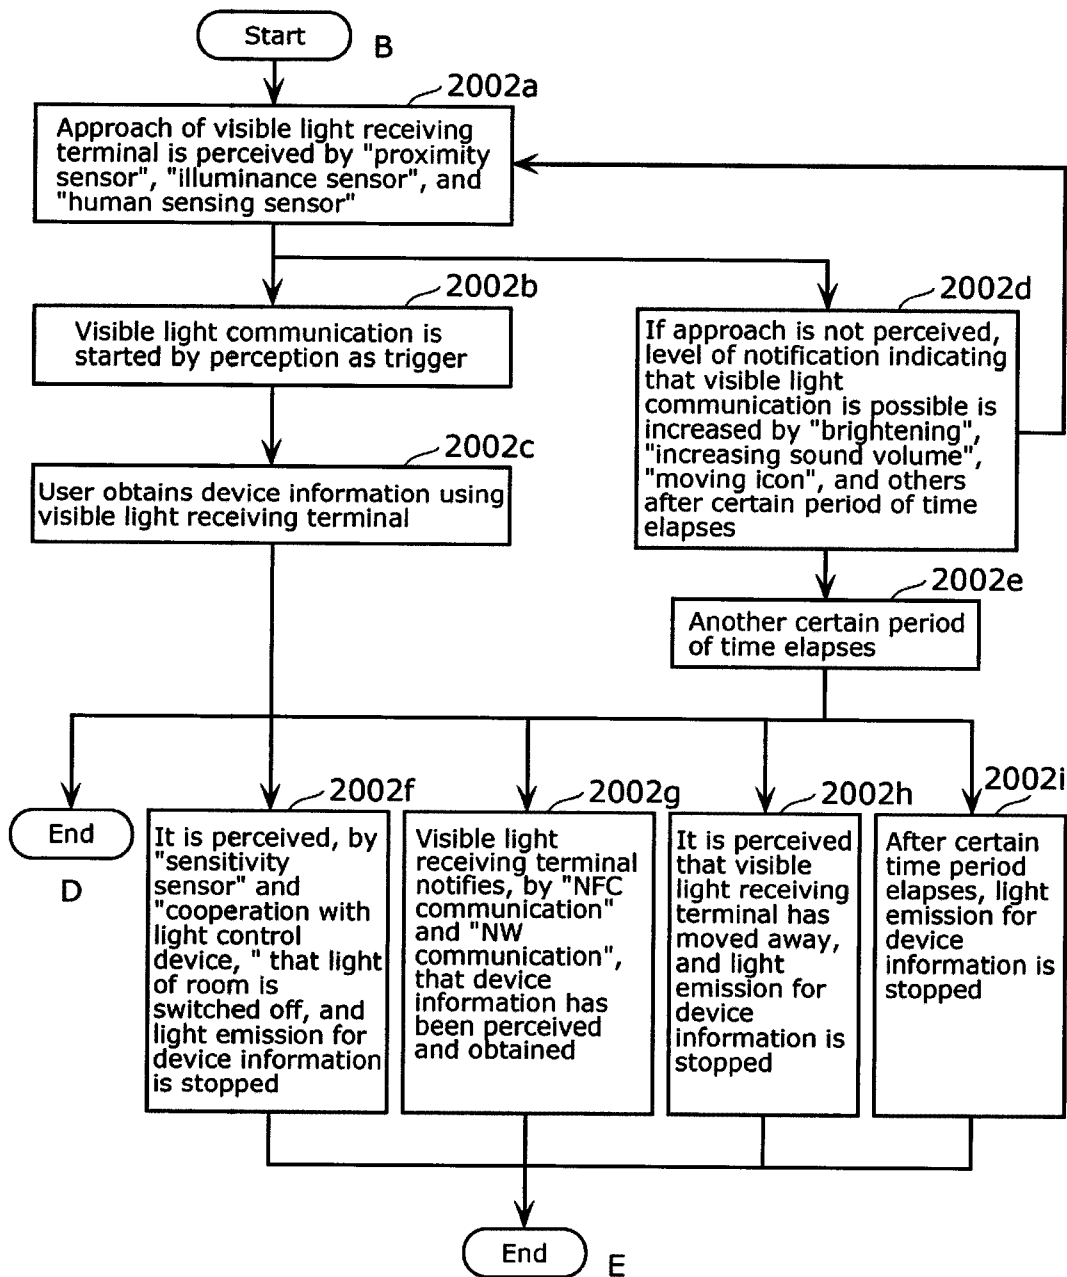 Start
B
2002a
Approach of visible light receiving
terminal is perceived by "proximity
sensor", "illuminance sensor", and
"human sensing sensor"
2002b
Visible light communication is
started by perception as trigger
2002c
User obtains device information using
visible light receiving terminal
2002d
If approach is not perceived,
level of notification indicating
that visible light
communication is possible is
increased by "brightening",
"increasing sound volume",
"moving icon", and others
after certain period of time
elapses
2002e
Another certain period
of time elapses
End
D
2002f
It is perceived, by
"sensitivity
sensor" and
"cooperation with
light control
device, " that light
of room is
switched off, and
light emission for
device information
is stopped
2002g
Visible light
receiving terminal
notifies, by "NFC
communication"
and "NW
communication",
that device
information has
been perceived
and obtained
2002h
It is perceived
that visible
light receiving
terminal has
moved away,
and light
emission for
device
information is
stopped
2002i
After certain
time period
elapses, light
emission for
device
information is
stopped
End
E